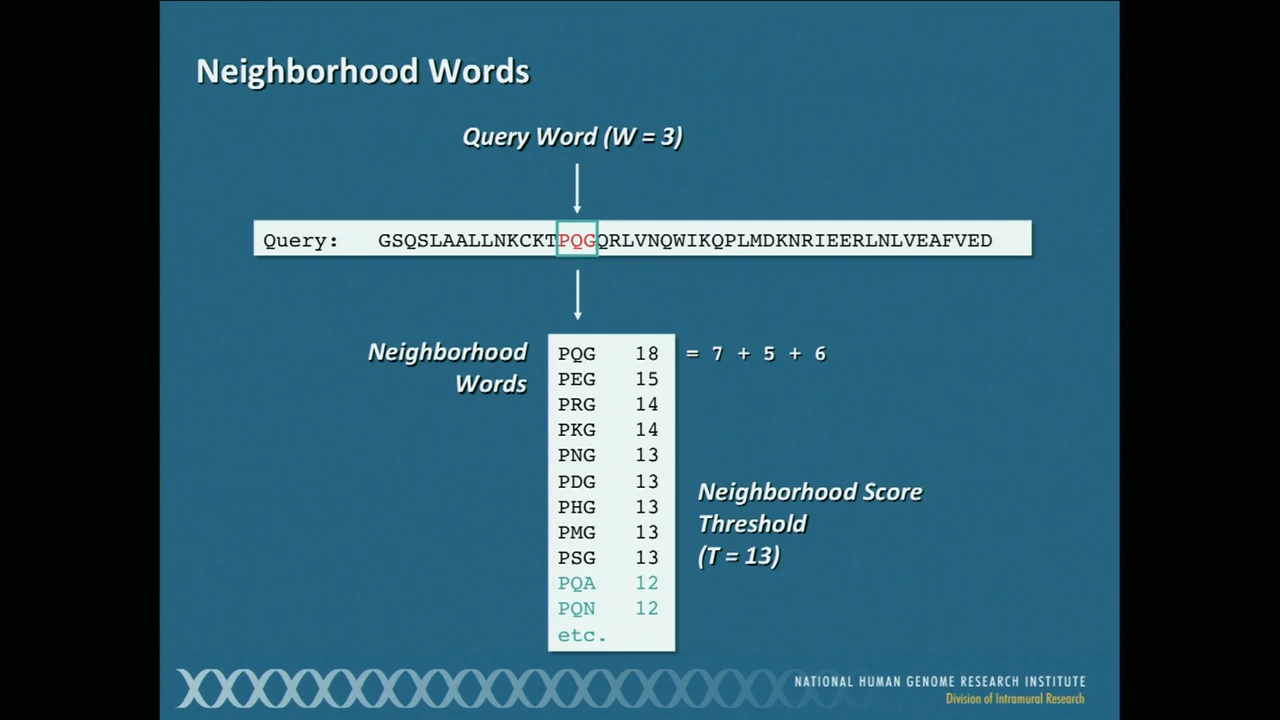 Neighborhood Words
Query Word (W = 3)
Query: GSQSLAALLNKCKTPQGQRLVNQWIKQPLMDKNRIEERLNLVEAFVED
Neighborhood
Words
PQG 18 = 7 + 5 + 6
PEG 15
PRG 14
PKG 14
PNG 13
PDG 13
PHG 13
PMG 13
PSG 13
PQA 12
PQN 12
etc.
Neighborhood Score
Threshold
(T = 13)
NATIONAL HUMAN GENOME RESEARCH INSTITUTE
Division of Intramural Research